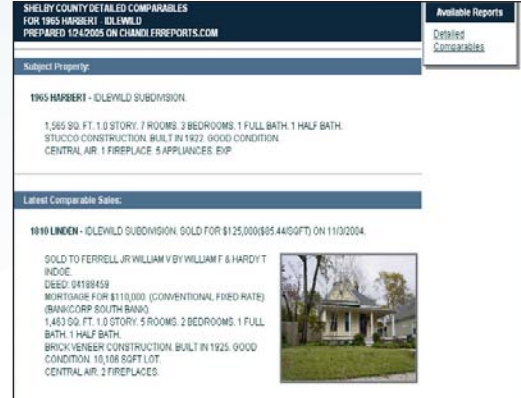 SHELBY COUNTY DETAILED COMPARABLES
FOR 1965 HARBERT - IDLEWILD
PREPARED 1/24/2005 ON CHANDLERREPORTS.COM
Available Reports
Detailed
Comparables
Subject Property:
1965 HARBERT - IDLEWILD SUBDIVISION.
1,565 SQ. FT. 1.0 STORY. 7 ROOMS. 3 BEDROOMS. 1 FULL BATH. 1 HALF BATH.
STUCCO CONSTRUCTION. BUILT IN 1922. GOOD CONDITION.
CENTRAL AIR. 1 FIREPLACE. 5 APPLIANCES. EXP
Latest Comparable Sales:
1810 LINDEN - IDLEWILD SUBDIVISION. SOLD FOR $125,000($85.44/SQFT) ON 11/3/2004.
SOLD TO FERRELL JR WILLIAM V BY WILLIAM F & HARDY T
INDOE.
DEED: 04188459
MORTGAGE FOR $110,000. (CONVENTIONAL FIXED RATE)
(BANKCORP SOUTH BANK).
1,463 SQ. FT. 1.0 STORY. 5 ROOMS. 2 BEDROOMS. 1 FULL
BATH. 1 HALF BATH.
BRICK VENEER CONSTRUCTION. BUILT IN 1925. GOOD
CONDITION. 10,106 SQFT LOT.
CENTRAL AIR. 2 FIREPLACES.